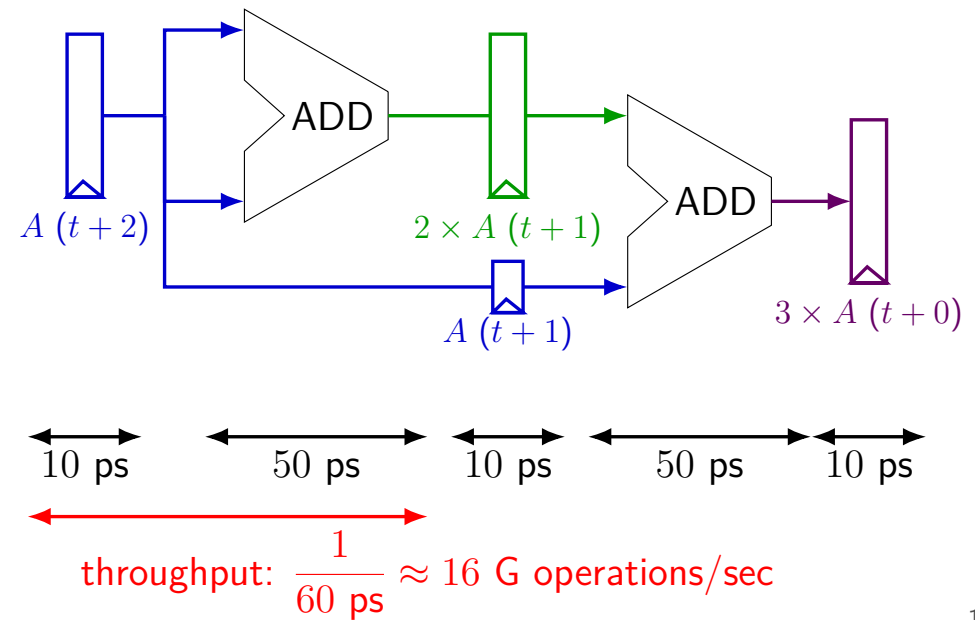 ADD
ADD
A (t + 2)
2 × A (t + 1)
A (t + 1)
3 × A (t + 0)
10 ps
50 ps
10 ps
50 ps
10 ps
throughput: 1/60 ps ≈ 16 G operations/sec
1